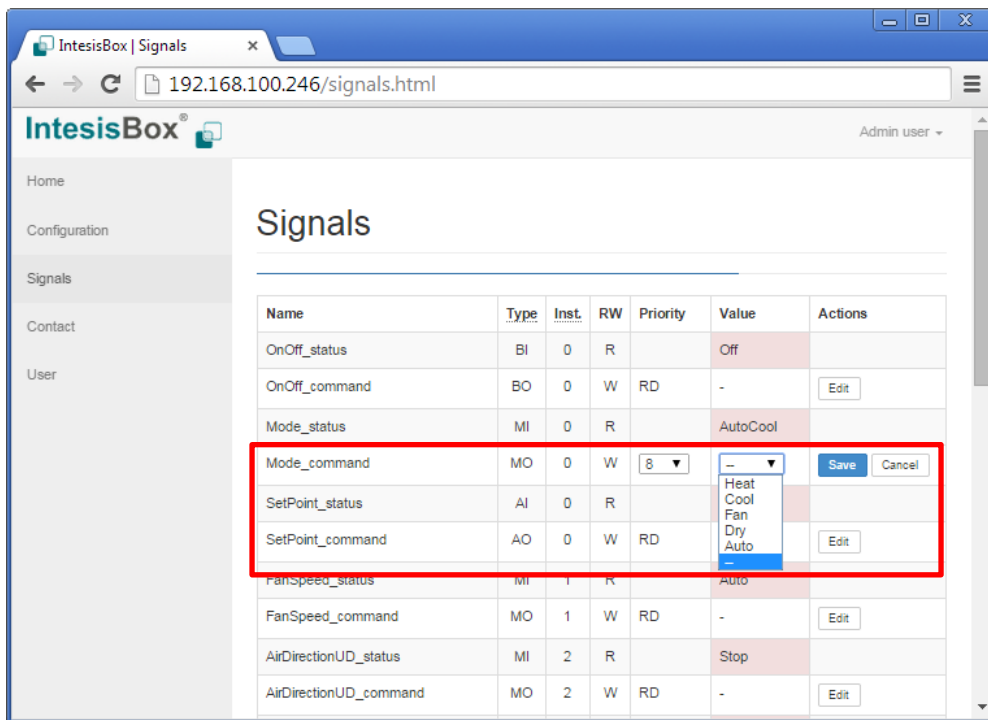 IntesisBox | Signals
192.168.100.246/signals.html
IntesisBox®
Admin user
Home
Configuration
Signals
Contact
User
Signals
Name Type Inst. RW Priority Value Actions
OnOff_status BI 0 R Off
OnOff_command BO 0 W RD - Edit
Mode_status MI 0 R AutoCool
Mode_command MO 0 W 8 -- Save Cancel
Heat
Cool
Fan
Dry
Auto
--
SetPoint_status AI 0 R
SetPoint_command AO 0 W RD Edit
FanSpeed_status MI 1 R Auto
FanSpeed_command MO 1 W RD - Edit
AirDirectionUD_status MI 2 R Stop
AirDirectionUD_command MO 2 W RD - Edit